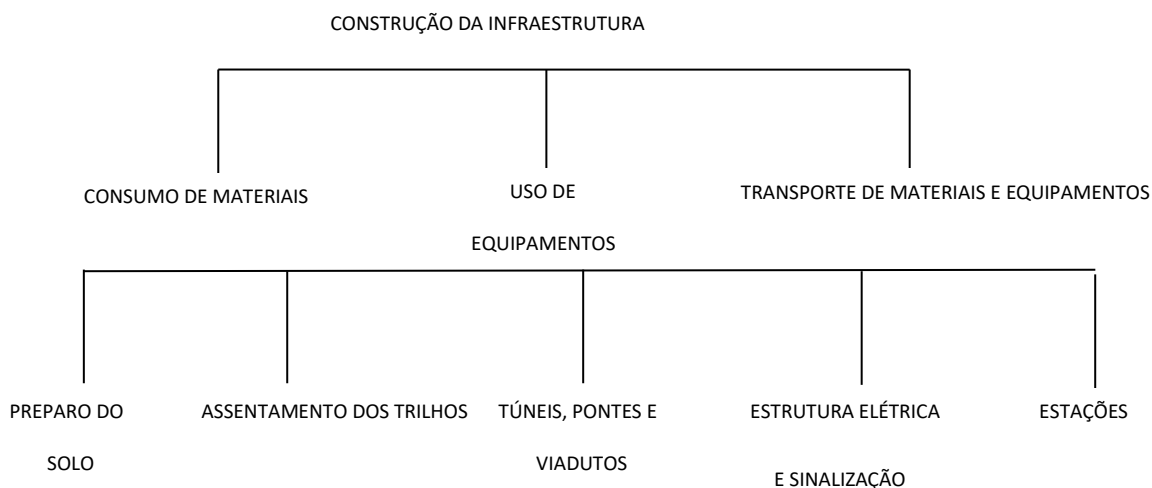 CONSTRUÇÃO DA INFRAESTRUTURA
CONSUMO DE MATERIAIS
USO DE
EQUIPAMENTOS
TRANSPORTE DE MATERIAIS E EQUIPAMENTOS
PREPARO DO
SOLO
ASSENTAMENTO DOS TRILHOS
TÚNEIS, PONTES E
VIADUTOS
ESTRUTURA ELÉTRICA
E SINALIZAÇÃO
ESTAÇÕES